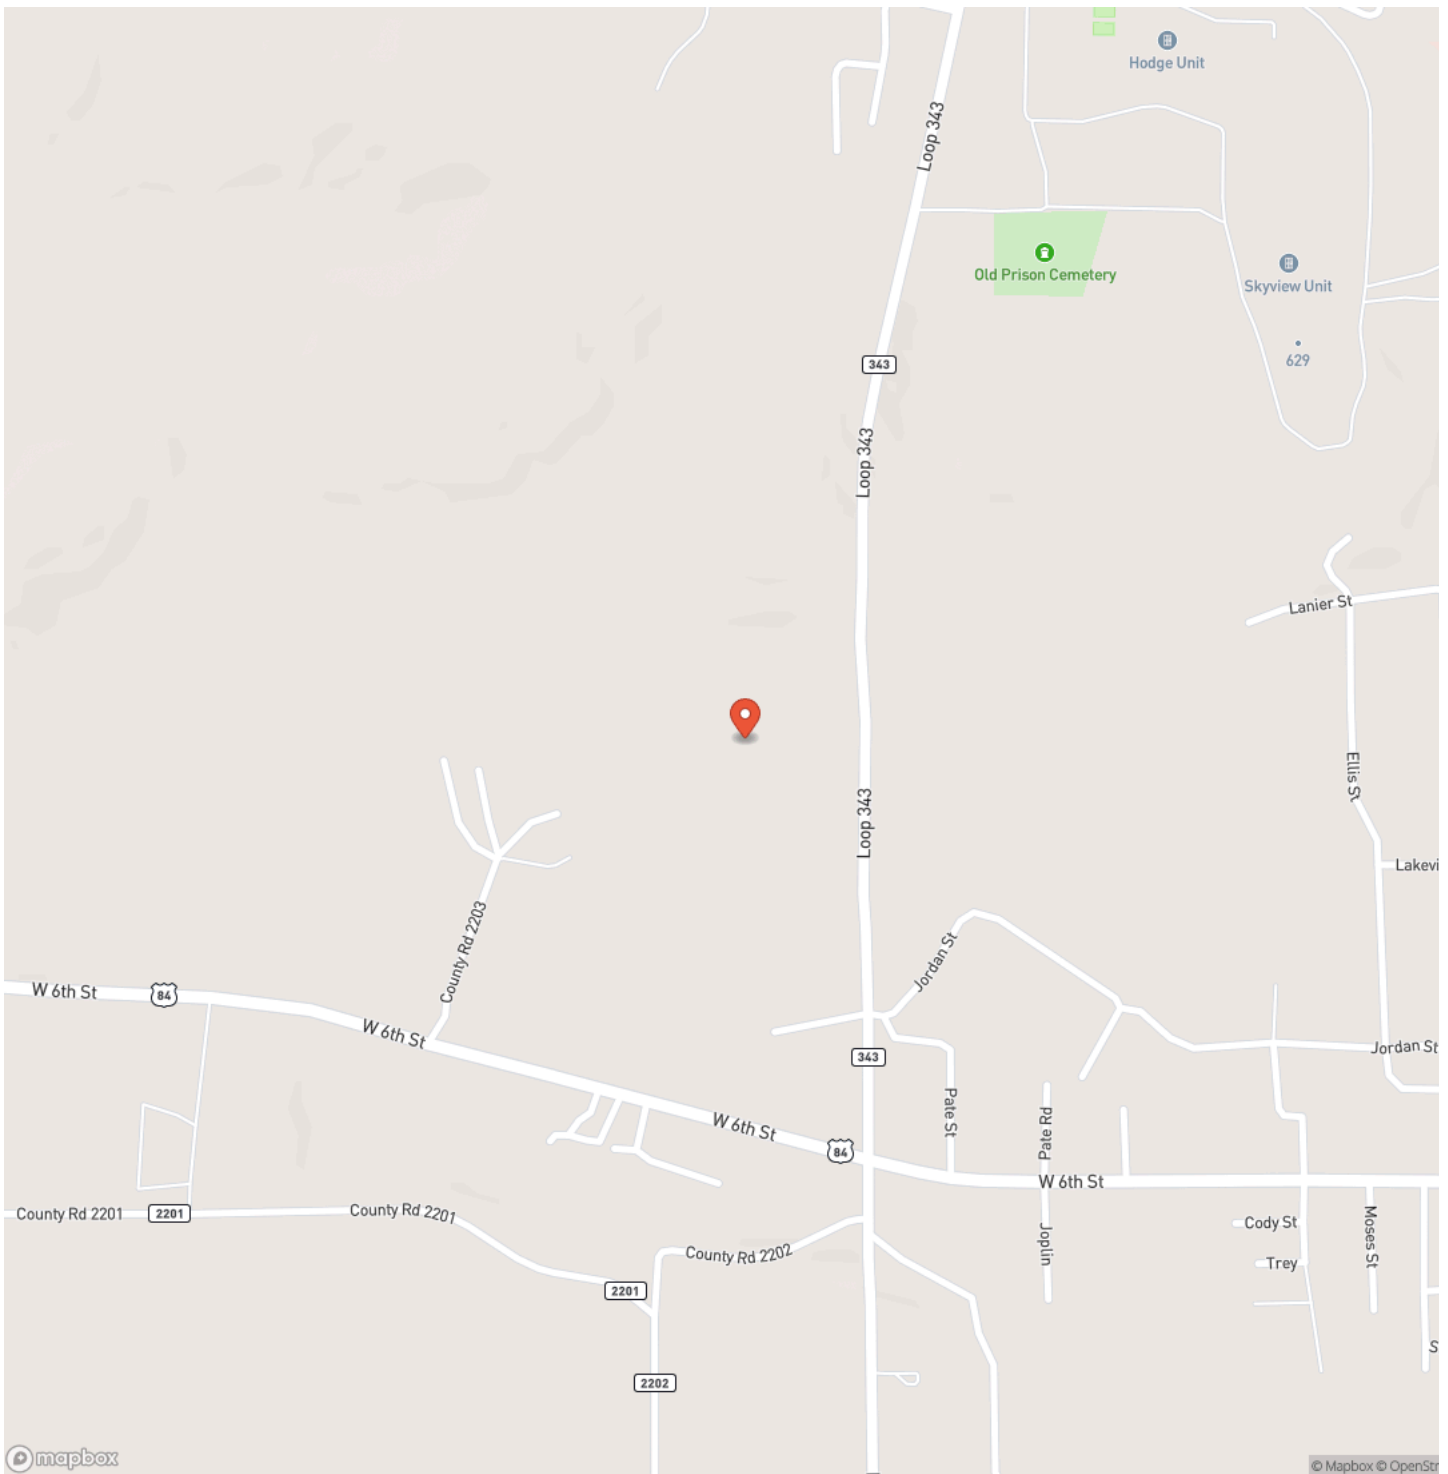 Hodge Unit
Loop 343
Old Prison Cemetery
Skyview Unit
629
343
Loop 343
Lanier St
Ellis St
Loop 343
Lakevi
County Rd 2203
Jordan St
W 6th St
84
W 6th St
343
Jordan St
Pate St
Pate Rd
W 6th St
84
W 6th St
County Rd 2201
2201
County Rd 2201
Cody St
Moses St
Joplin
County Rd 2202
Trey
2201
S
2202
mapbox
© Mapbox © OpenStr